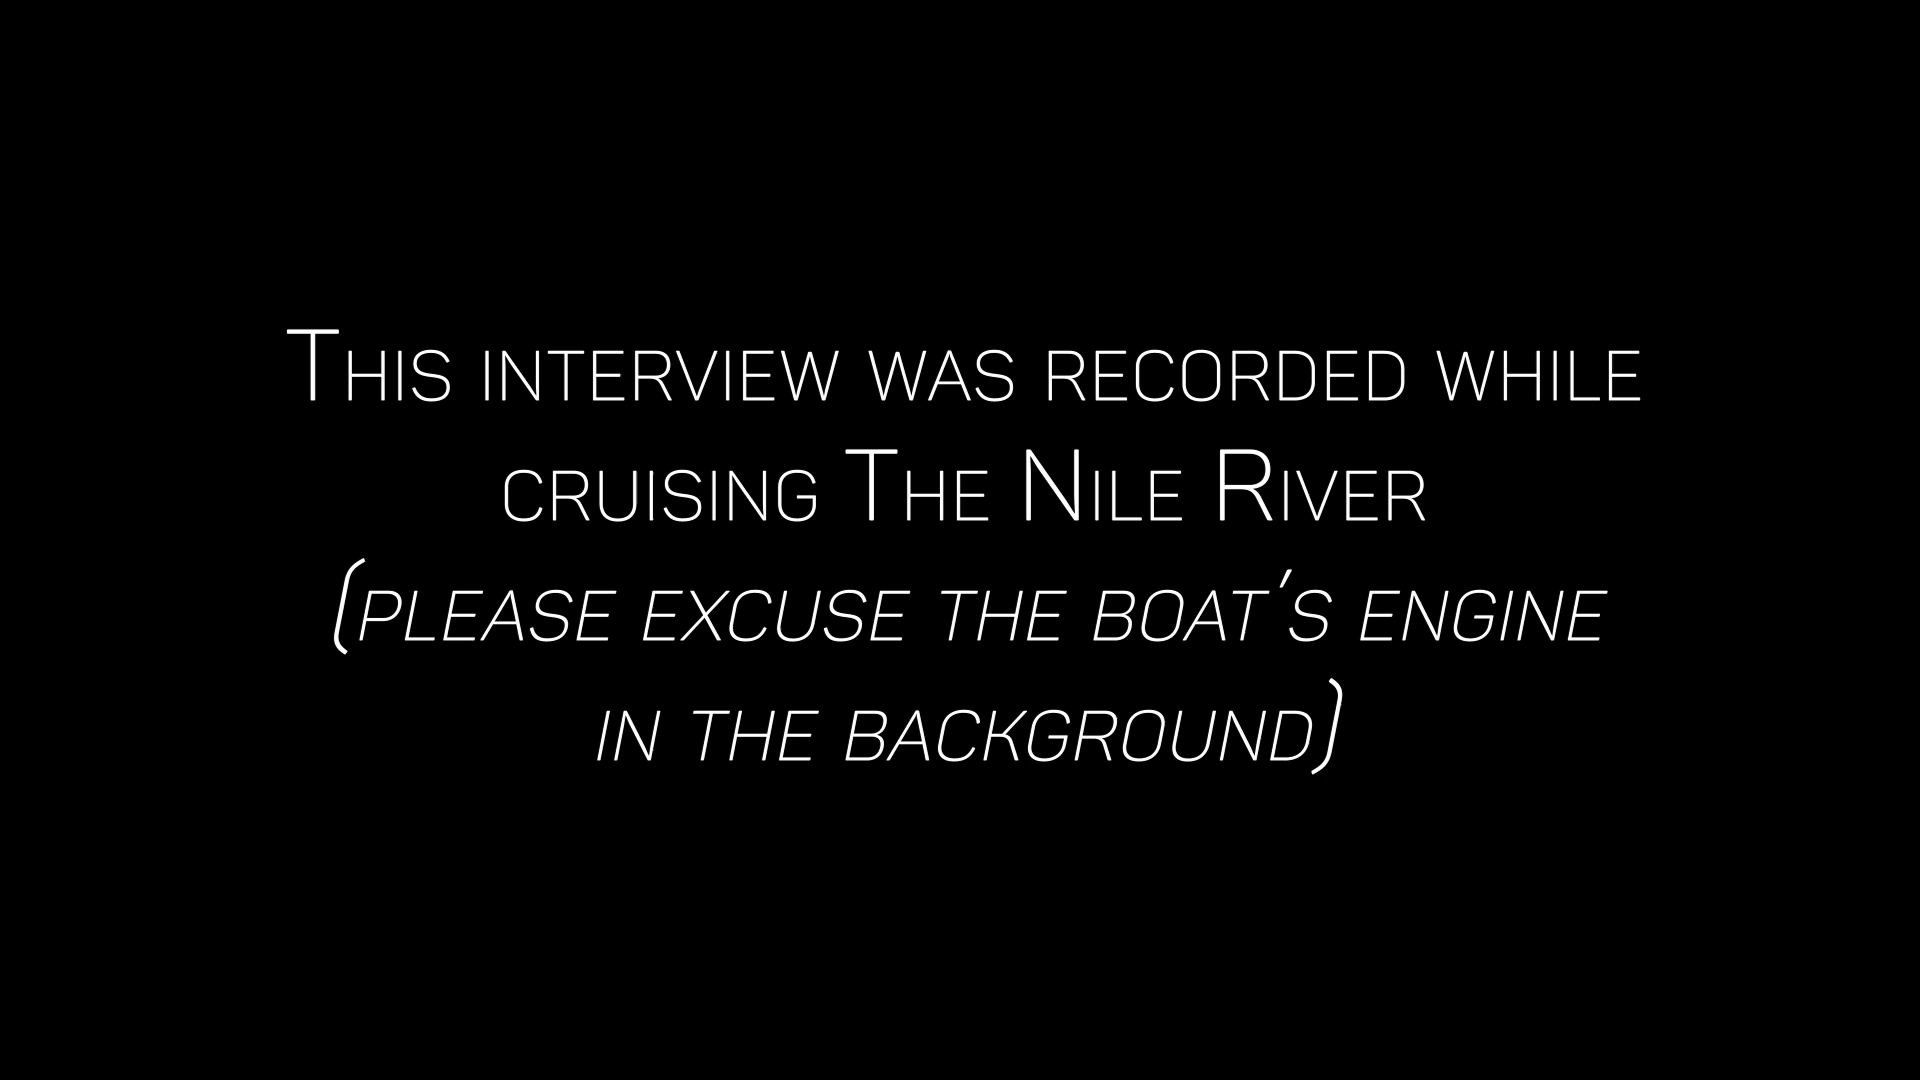 This interview was recorded while
cruising The Nile River
(please excuse the boat's engine
in the background)